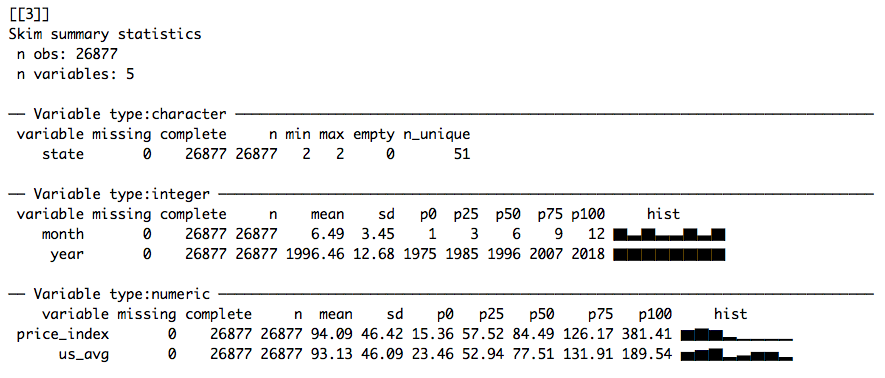 [[3]]
Skim summary statistics
n obs: 26877
n variables: 5
── Variable type:character ──────────────────────────────
variable missing complete n min max empty n_unique
state 0 26877 26877 2 2 0 51
── Variable type:integer ──────────────────────────────
variable missing complete n mean sd p0 p25 p50 p75 p100 hist
month 0 26877 26877 6.49 3.45 1 3 6 9 12 ▇▃▇▃▃▃▇▃▇
year 0 26877 26877 1996.46 12.68 1975 1985 1996 2007 2018 ▇▇▇▇▇▇▇▇
── Variable type:numeric ──────────────────────────────
variable missing complete n mean sd p0 p25 p50 p75 p100 hist
price_index 0 26877 26877 94.09 46.42 15.36 57.52 84.49 126.17 381.41 ▆▇▆▂▁▁▁▁
us_avg 0 26877 26877 93.13 46.09 23.46 52.94 77.51 131.91 189.54 ▆▇▇▂▃▅▅▂